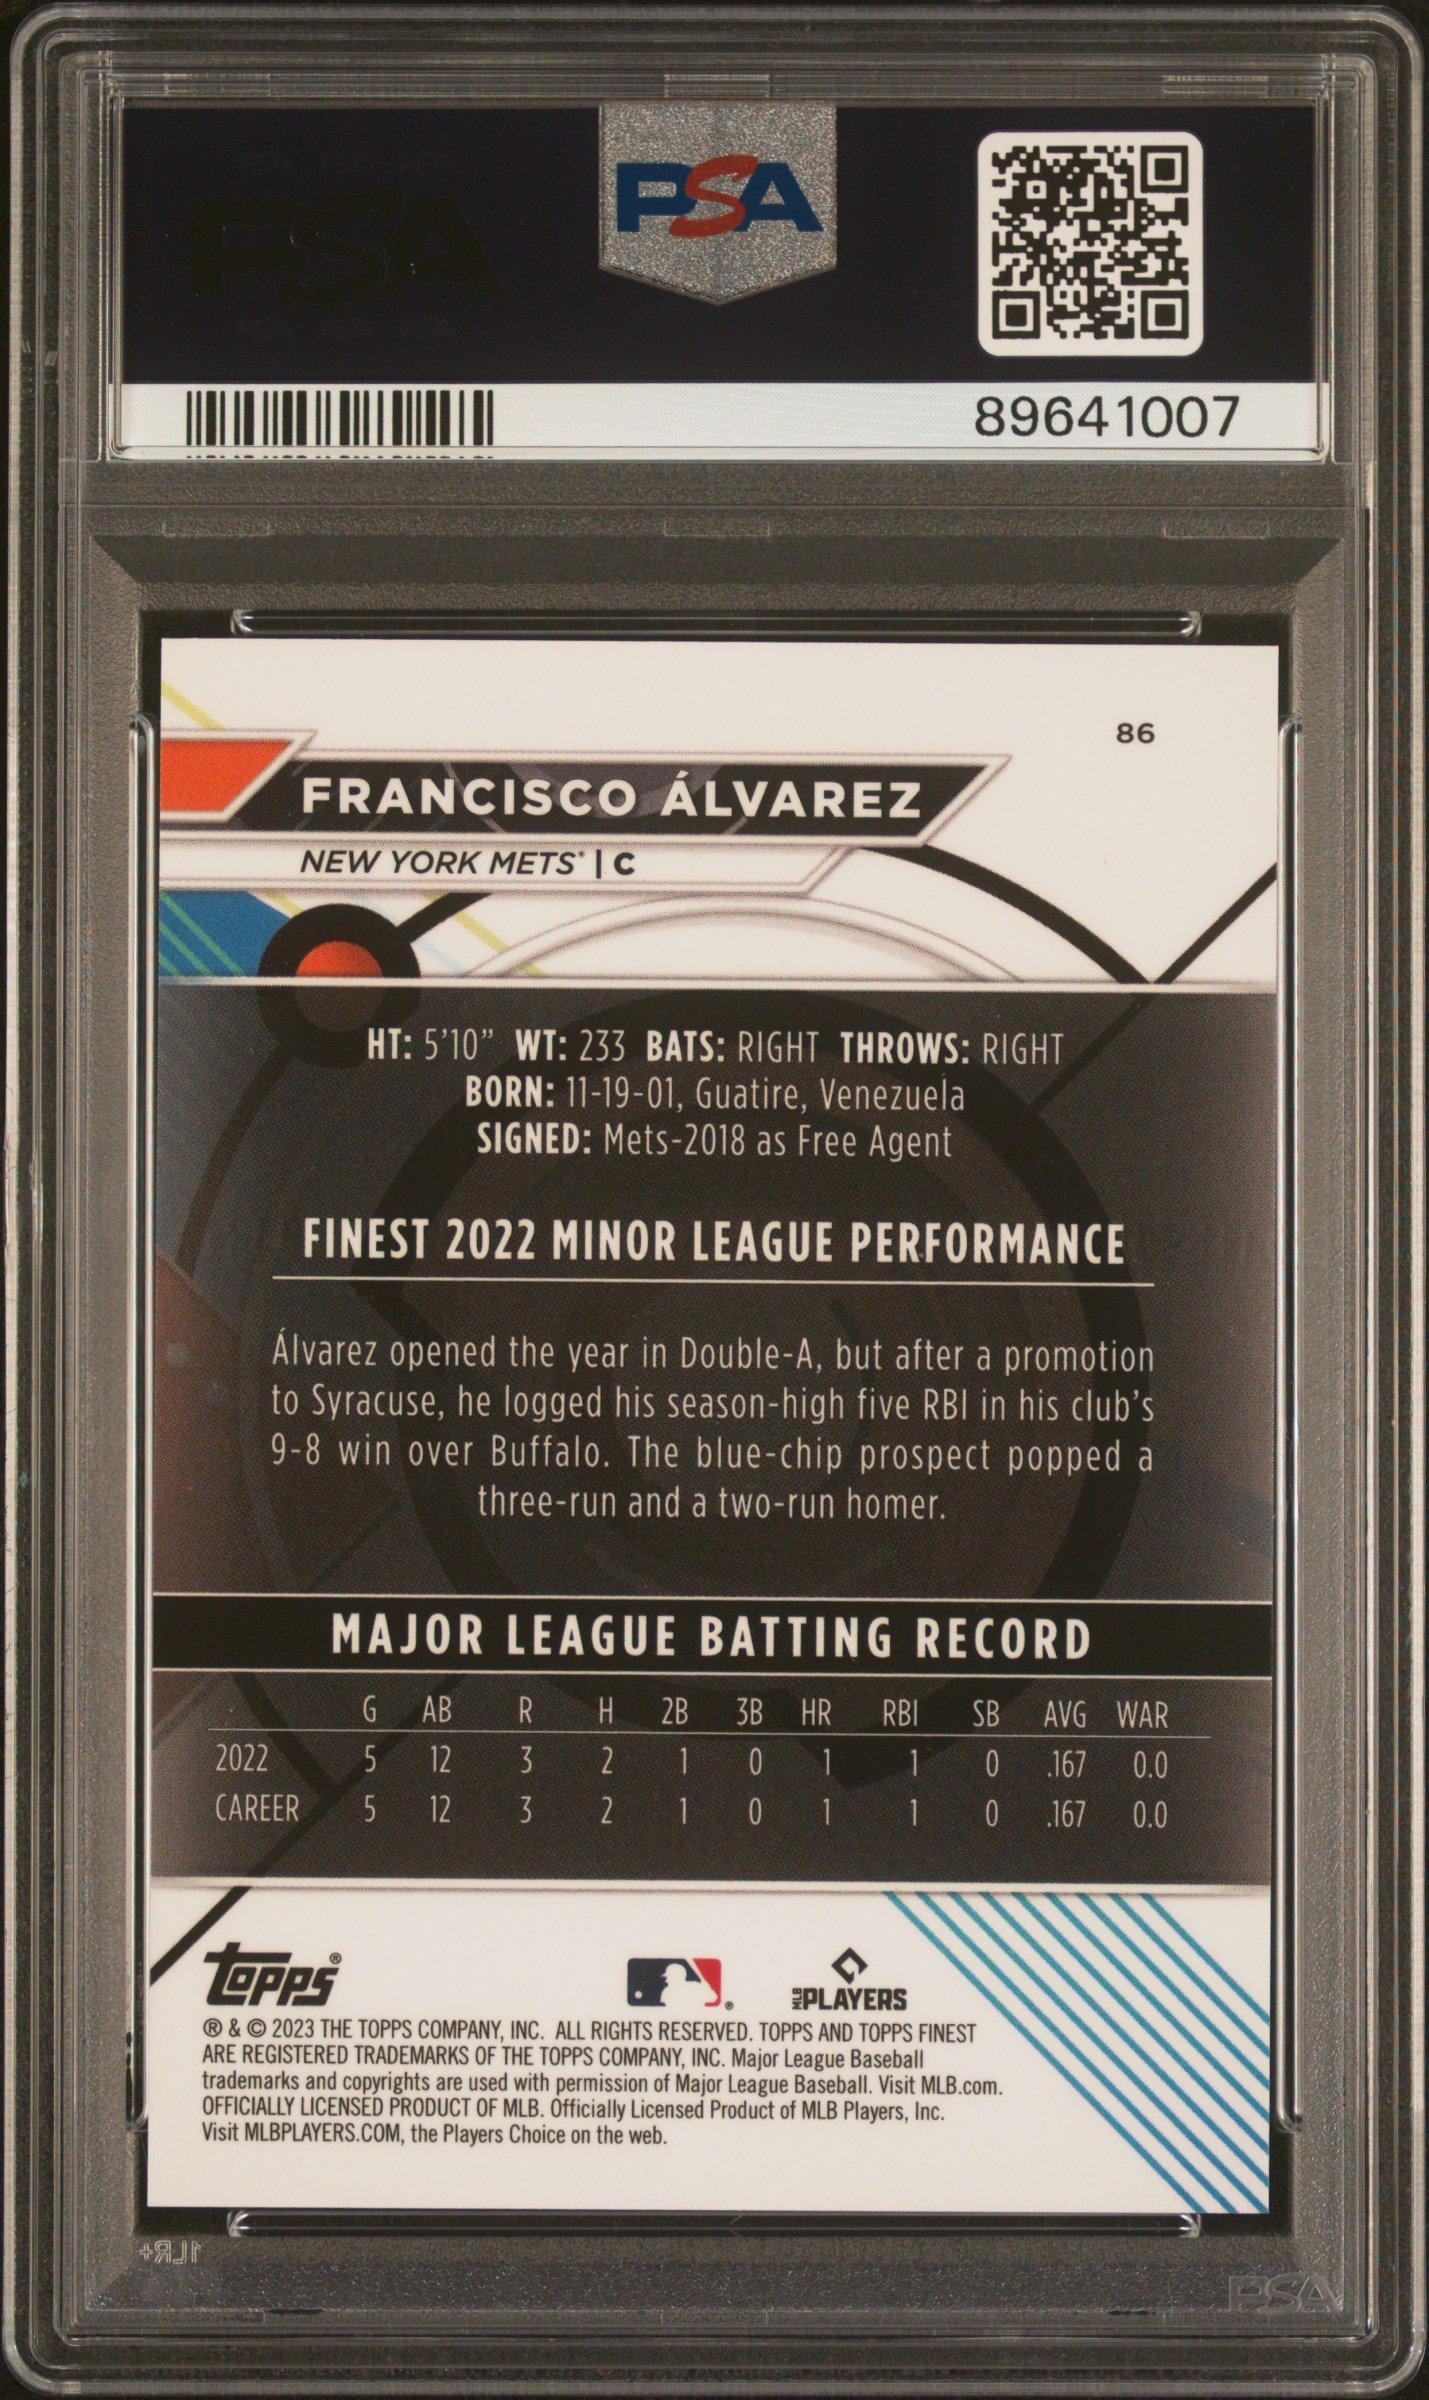 PSA
PSA
89641007
86
FRANCISCO ÁLVAREZ
NEW YORK METS® | C
HT: 5'10" WT: 233 BATS: RIGHT THROWS: RIGHT
BORN: 11-19-01, Guatire, Venezuela
SIGNED: Mets-2018 as Free Agent
FINEST 2022 MINOR LEAGUE PERFORMANCE
Álvarez opened the year in Double-A, but after a promotion
to Syracuse, he logged his season-high five RBI in his club's
9-8 win over Buffalo. The blue-chip prospect popped a
three-run and a two-run homer.
MAJOR LEAGUE BATTING RECORD
G AB R H 2B 3B HR RBI SB AVG WAR
2022 5 12 3 2 1 0 1 1 0 .167 0.0
CAREER 5 12 3 2 1 0 1 1 0 .167 0.0
topps®
MLB PLAYERS
® & © 2023 THE TOPPS COMPANY, INC. ALL RIGHTS RESERVED. TOPPS AND TOPPS FINEST
ARE REGISTERED TRADEMARKS OF THE TOPPS COMPANY, INC. Major League Baseball
trademarks and copyrights are used with permission of Major League Baseball. Visit MLB.com.
OFFICIALLY LICENSED PRODUCT OF MLB. Officially Licensed Product of MLB Players, Inc.
Visit MLBPLAYERS.COM, the Players Choice on the web.
1LR+
PSA